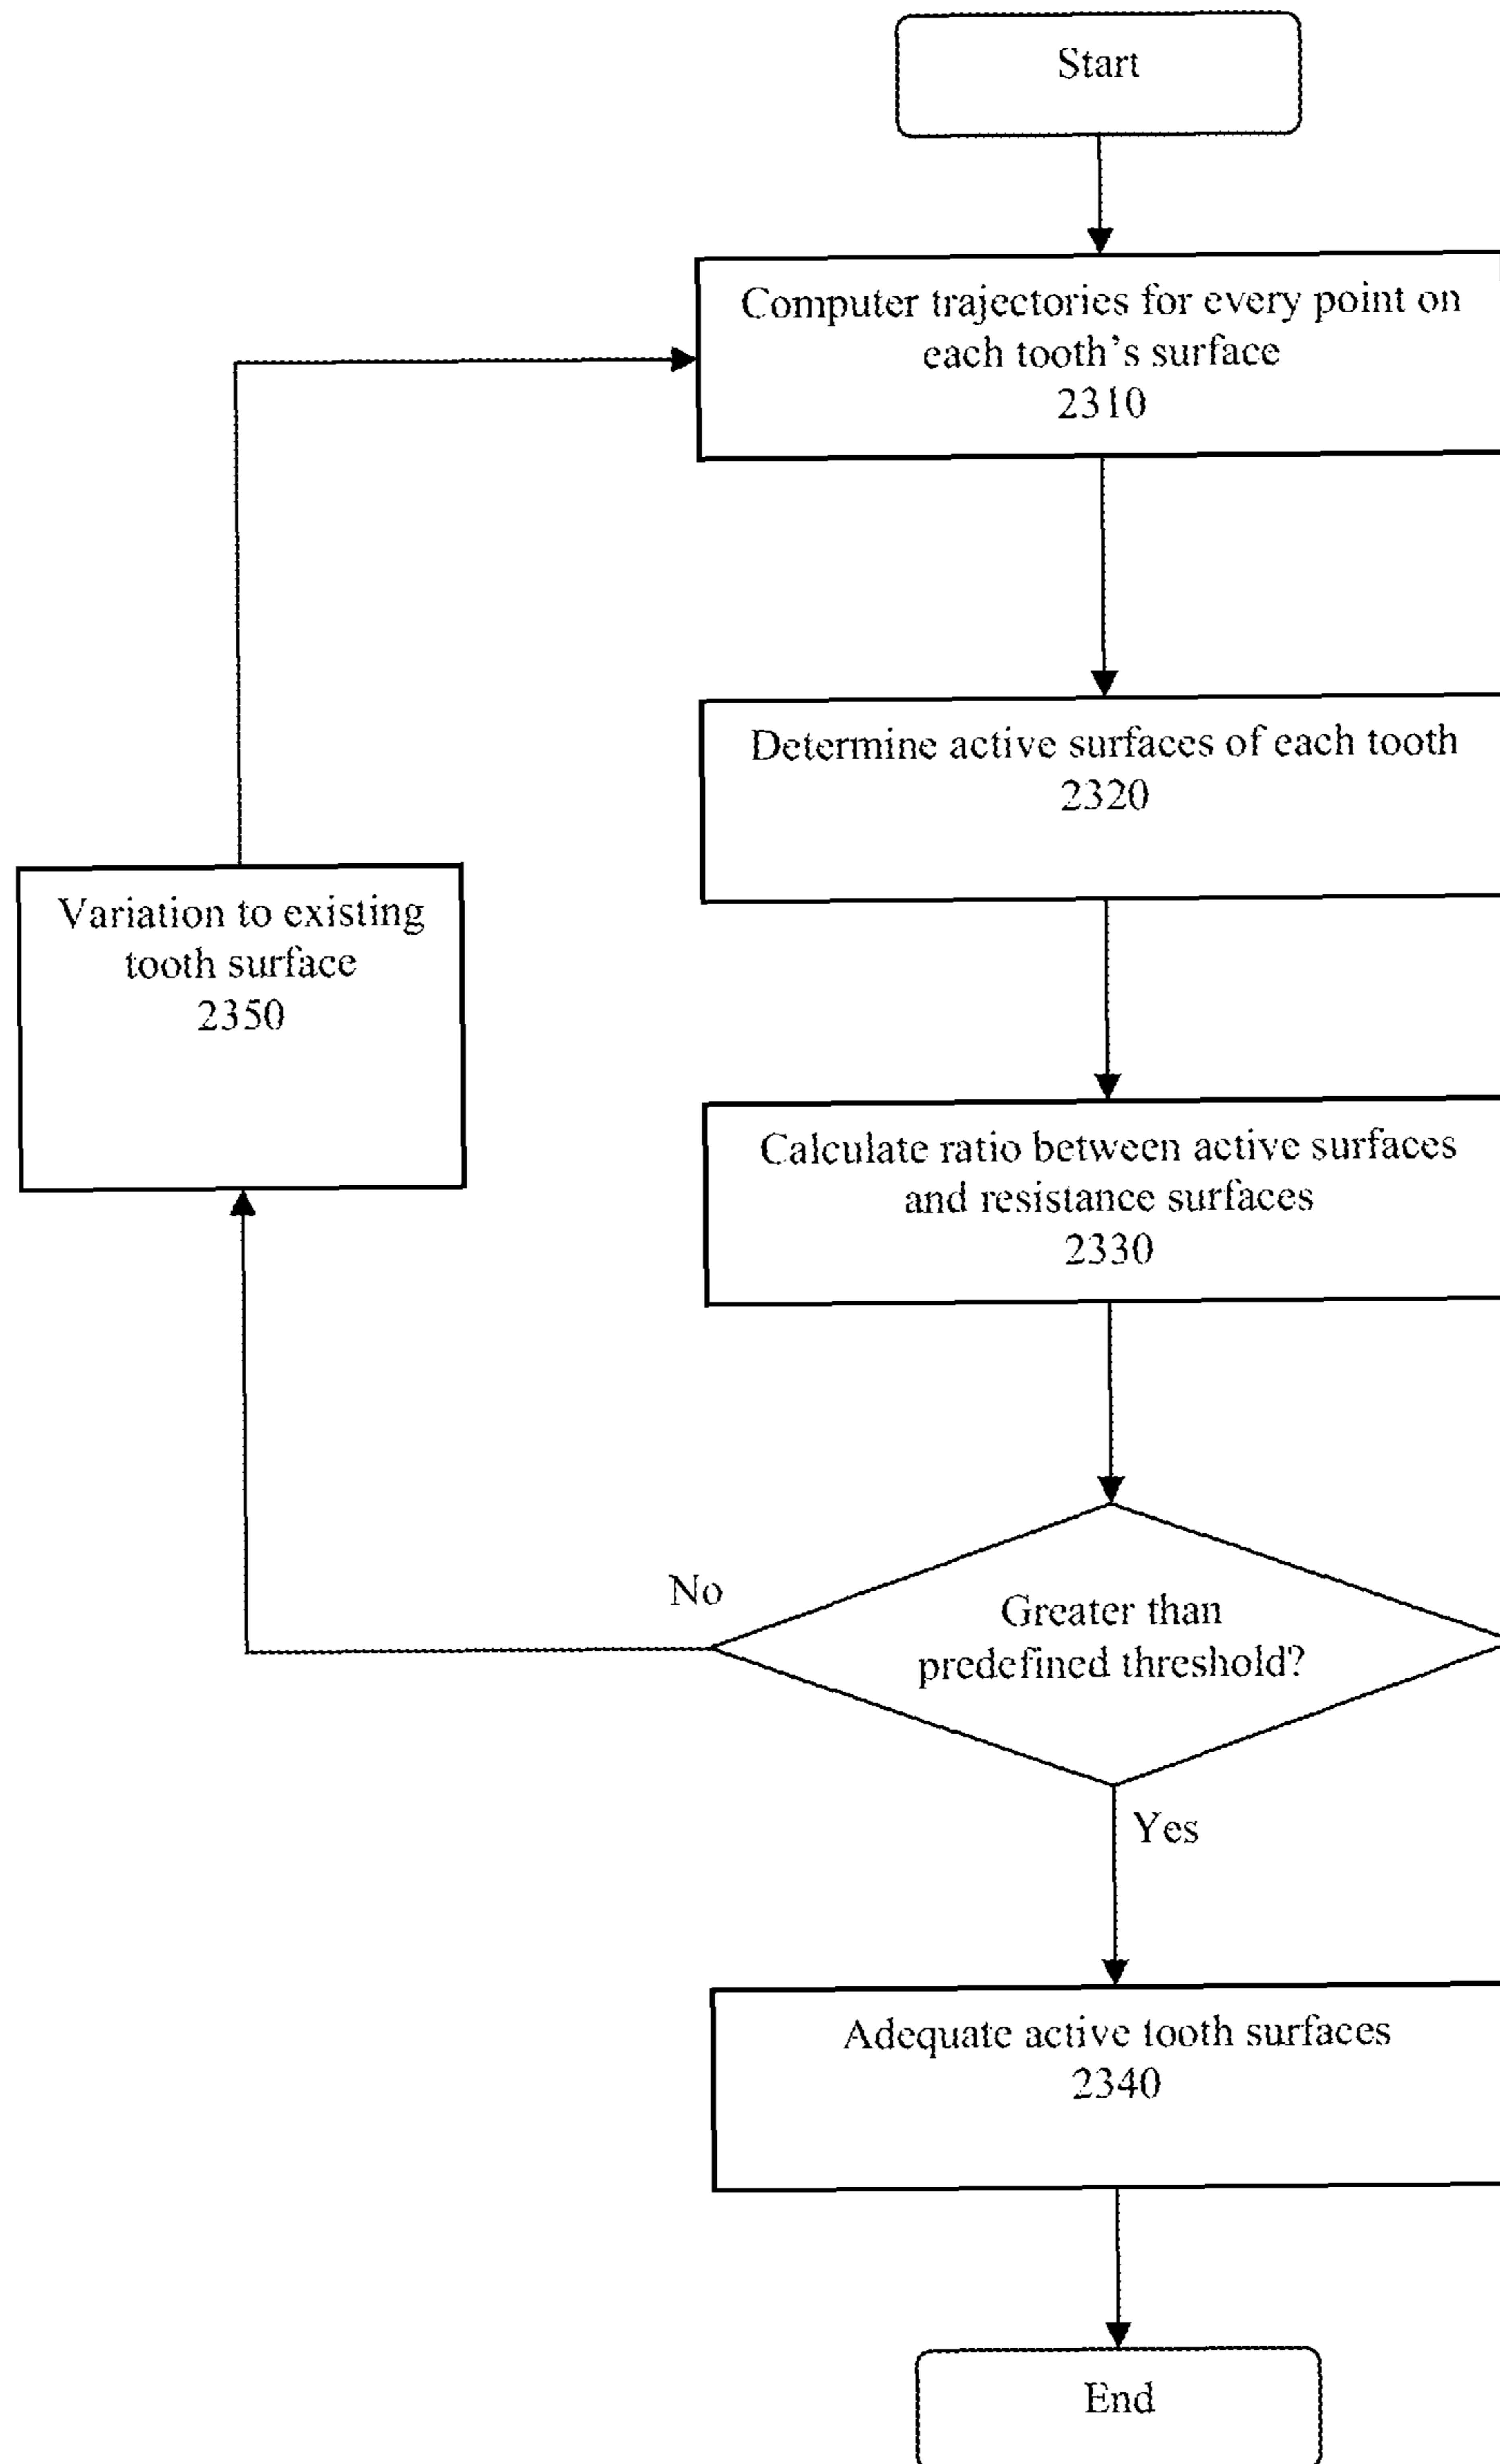 Start
Computer trajectories for every point on
each tooth's surface
2310
Determine active surfaces of each tooth
2320
Variation to existing
tooth surface
2350
Calculate ratio between active surfaces
and resistance surfaces
2330
No
Greater than
predefined threshold?
Yes
Adequate active tooth surfaces
2340
End